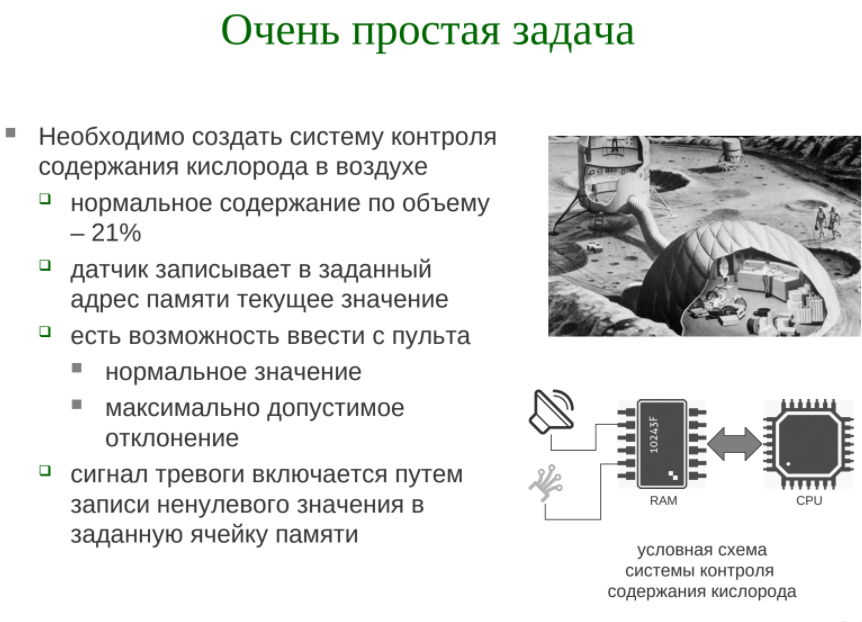 Очень простая задача
Необходимо создать систему контроля
содержания кислорода в воздухе
нормальное содержание по объему
– 21%
датчик записывает в заданный
адрес памяти текущее значение
есть возможность ввести с пульта
нормальное значение
максимально допустимое
отклонение
сигнал тревоги включается путем
записи ненулевого значения в
заданную ячейку памяти
10243F
RAM
CPU
условная схема
системы контроля
содержания кислорода